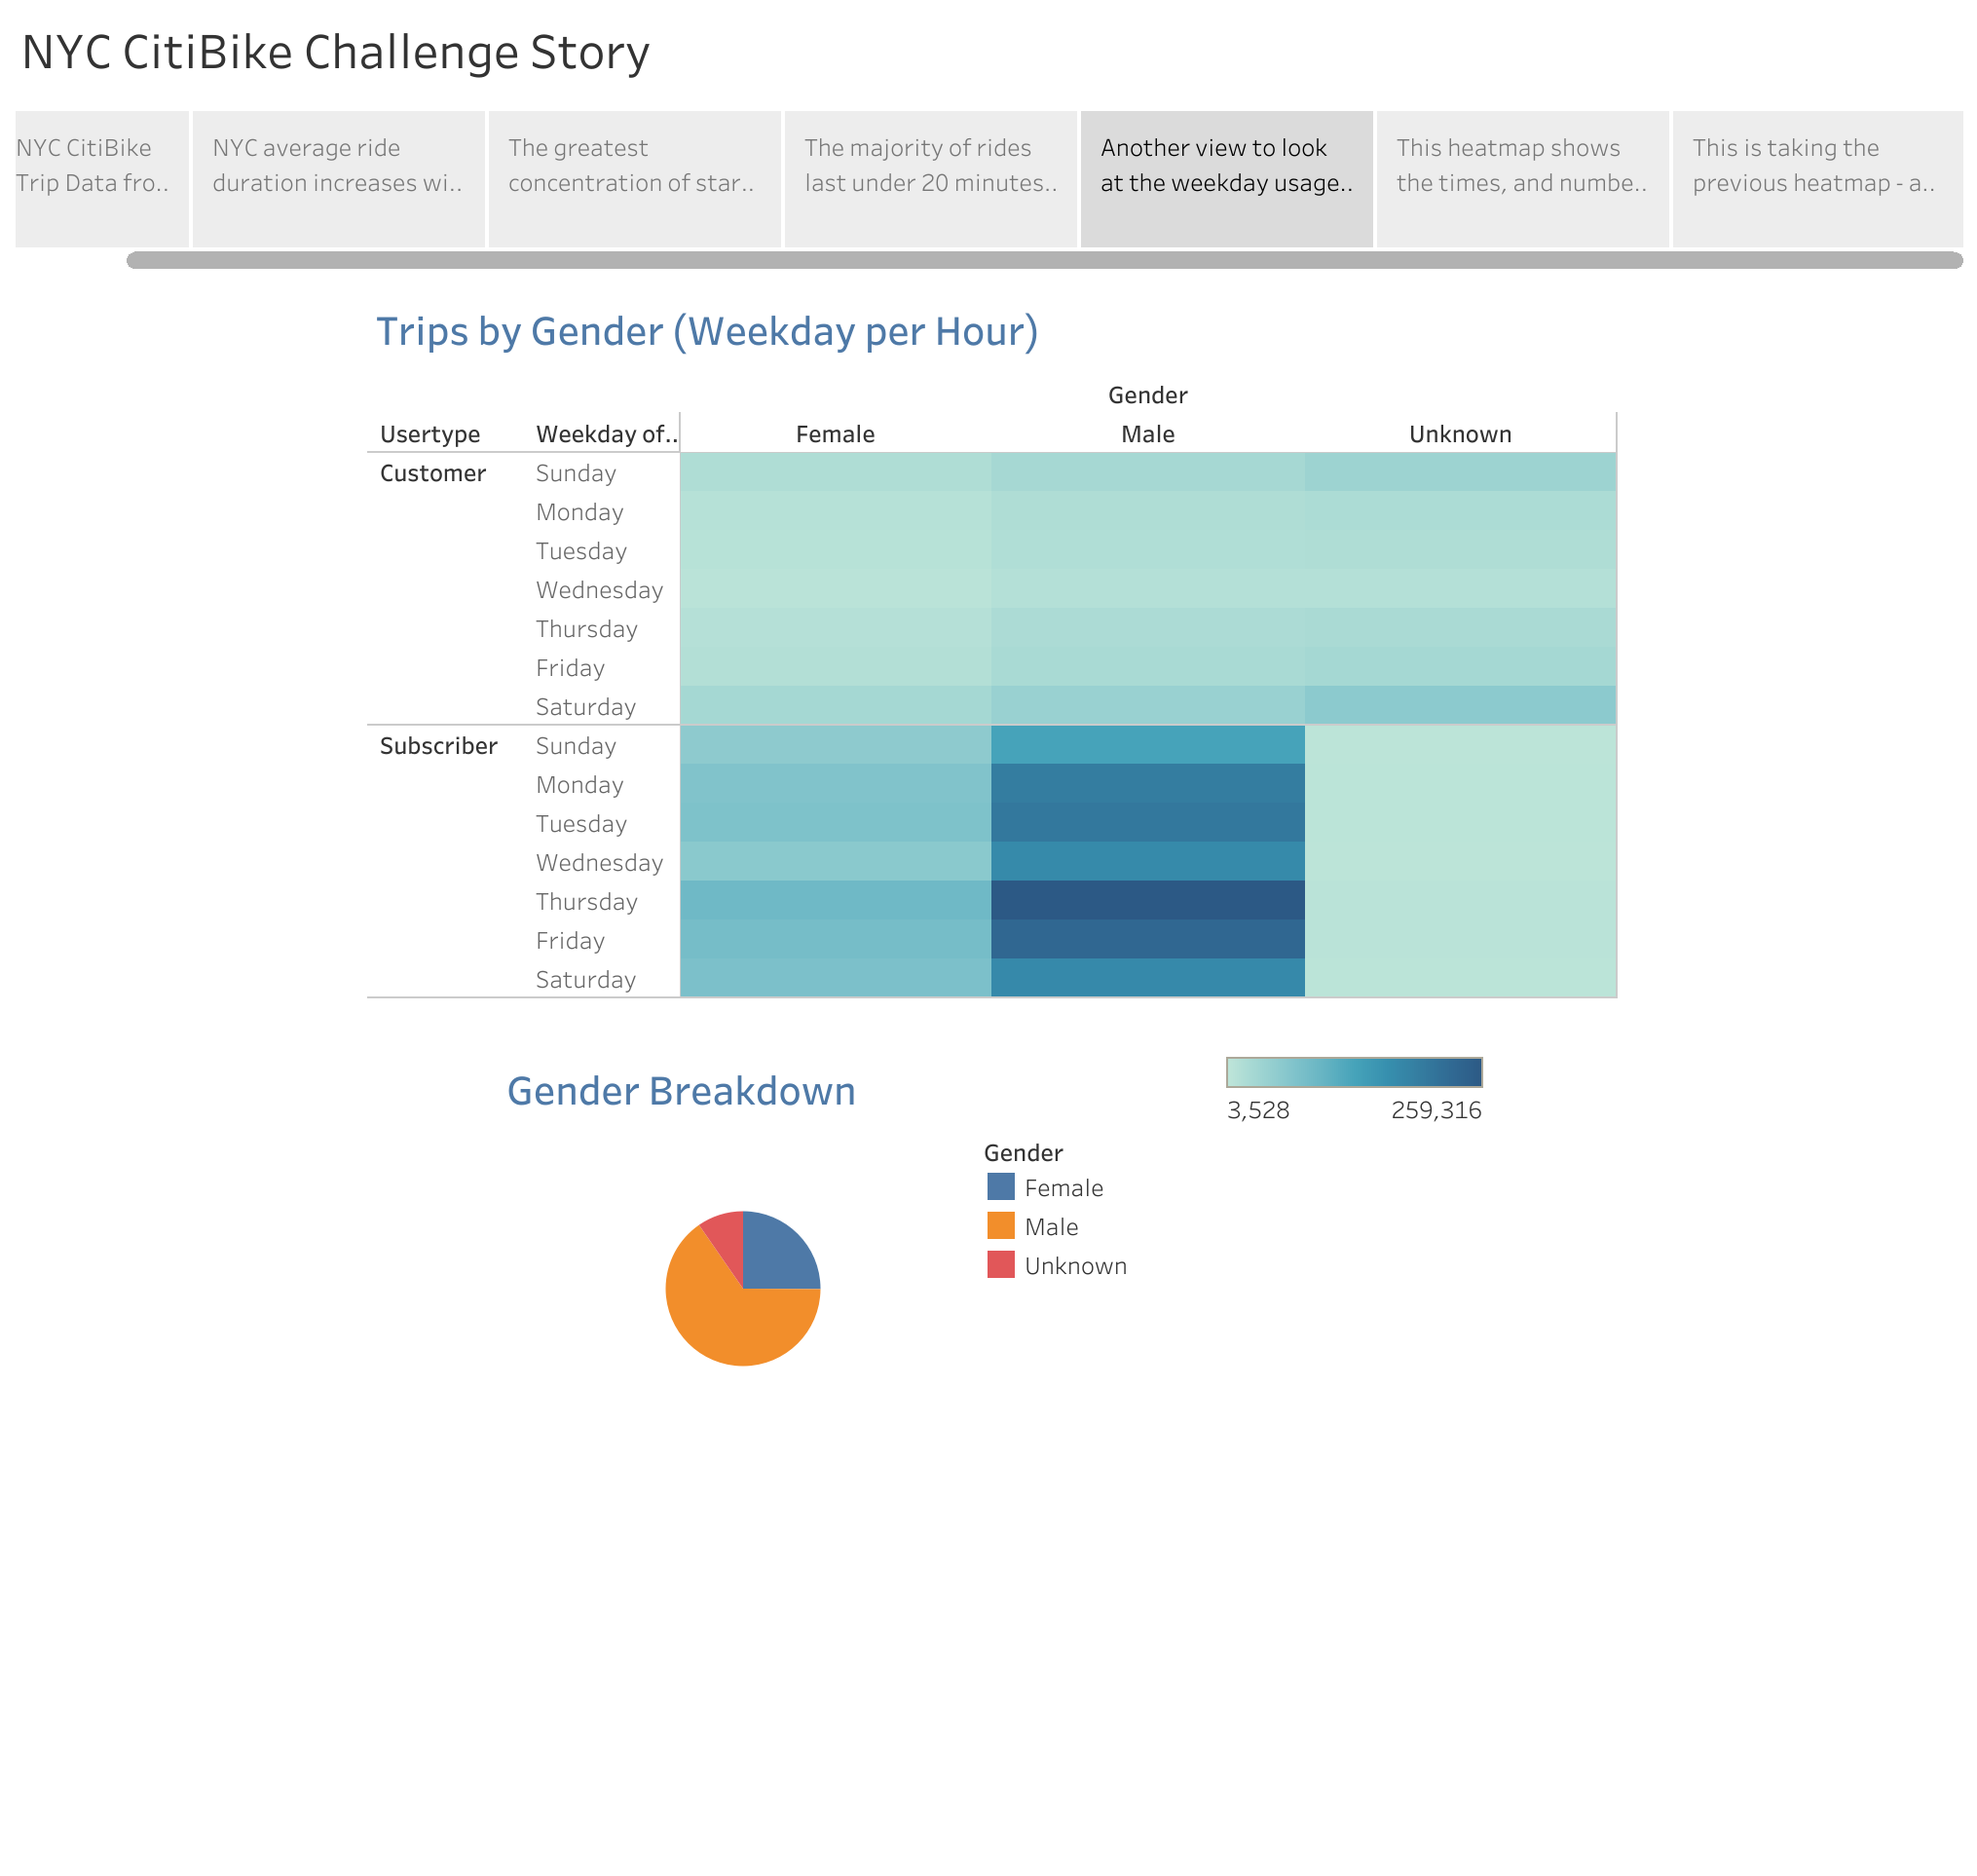 NYC CitiBike Challenge Story
NYC CitiBike
Trip Data fro..
NYC average ride
duration increases wi..
The greatest
concentration of star..
The majority of rides
last under 20 minutes..
Another view to look
at the weekday usage..
This heatmap shows
the times, and numbe..
This is taking the
previous heatmap - a..
Trips by Gender (Weekday per Hour)
Gender
Usertype Weekday of.. Female Male Unknown
Customer Sunday
Monday
Tuesday
Wednesday
Thursday
Friday
Saturday
Subscriber Sunday
Monday
Tuesday
Wednesday
Thursday
Friday
Saturday
Gender Breakdown
3,528 259,316
Gender
Female
Male
Unknown